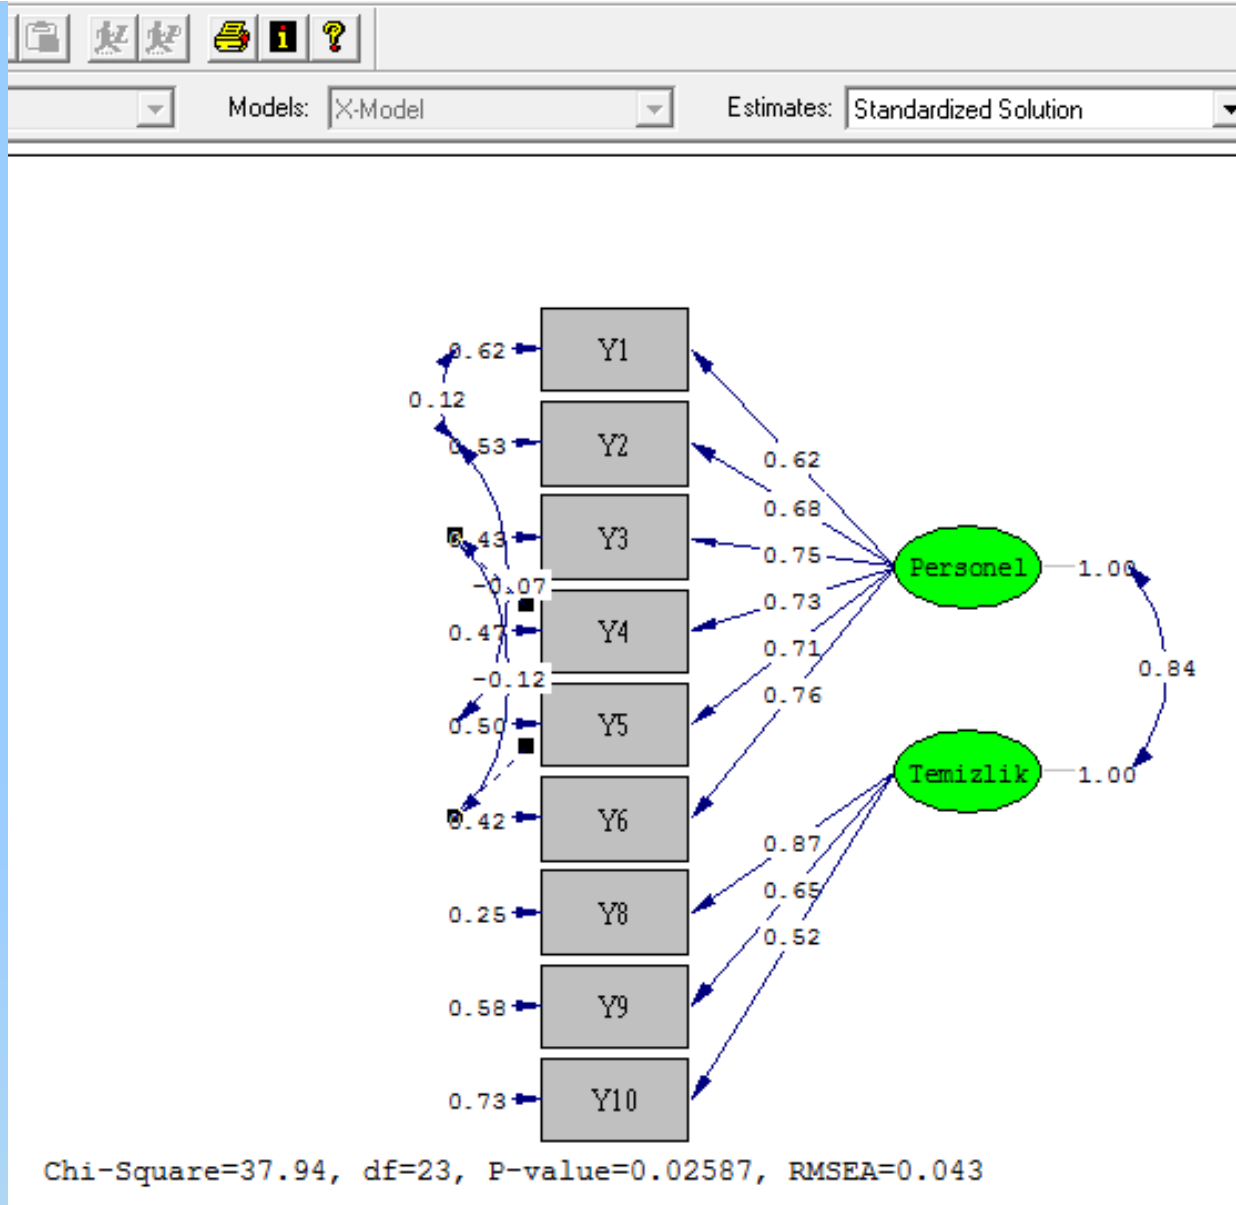 Models: X-Model Estimates: Standardized Solution
0.62 Y1
0.12
0.53 Y2
0.62
0.68
0.43 Y3
0.75
Personel 1.00
-0.07
0.73
0.47 Y4
0.71
0.84
-0.12
0.76
0.50 Y5
Temizlik 1.00
0.42 Y6
0.87
0.65
0.25 Y8
0.52
0.58 Y9
0.73 Y10
Chi-Square=37.94, df=23, P-value=0.02587, RMSEA=0.043